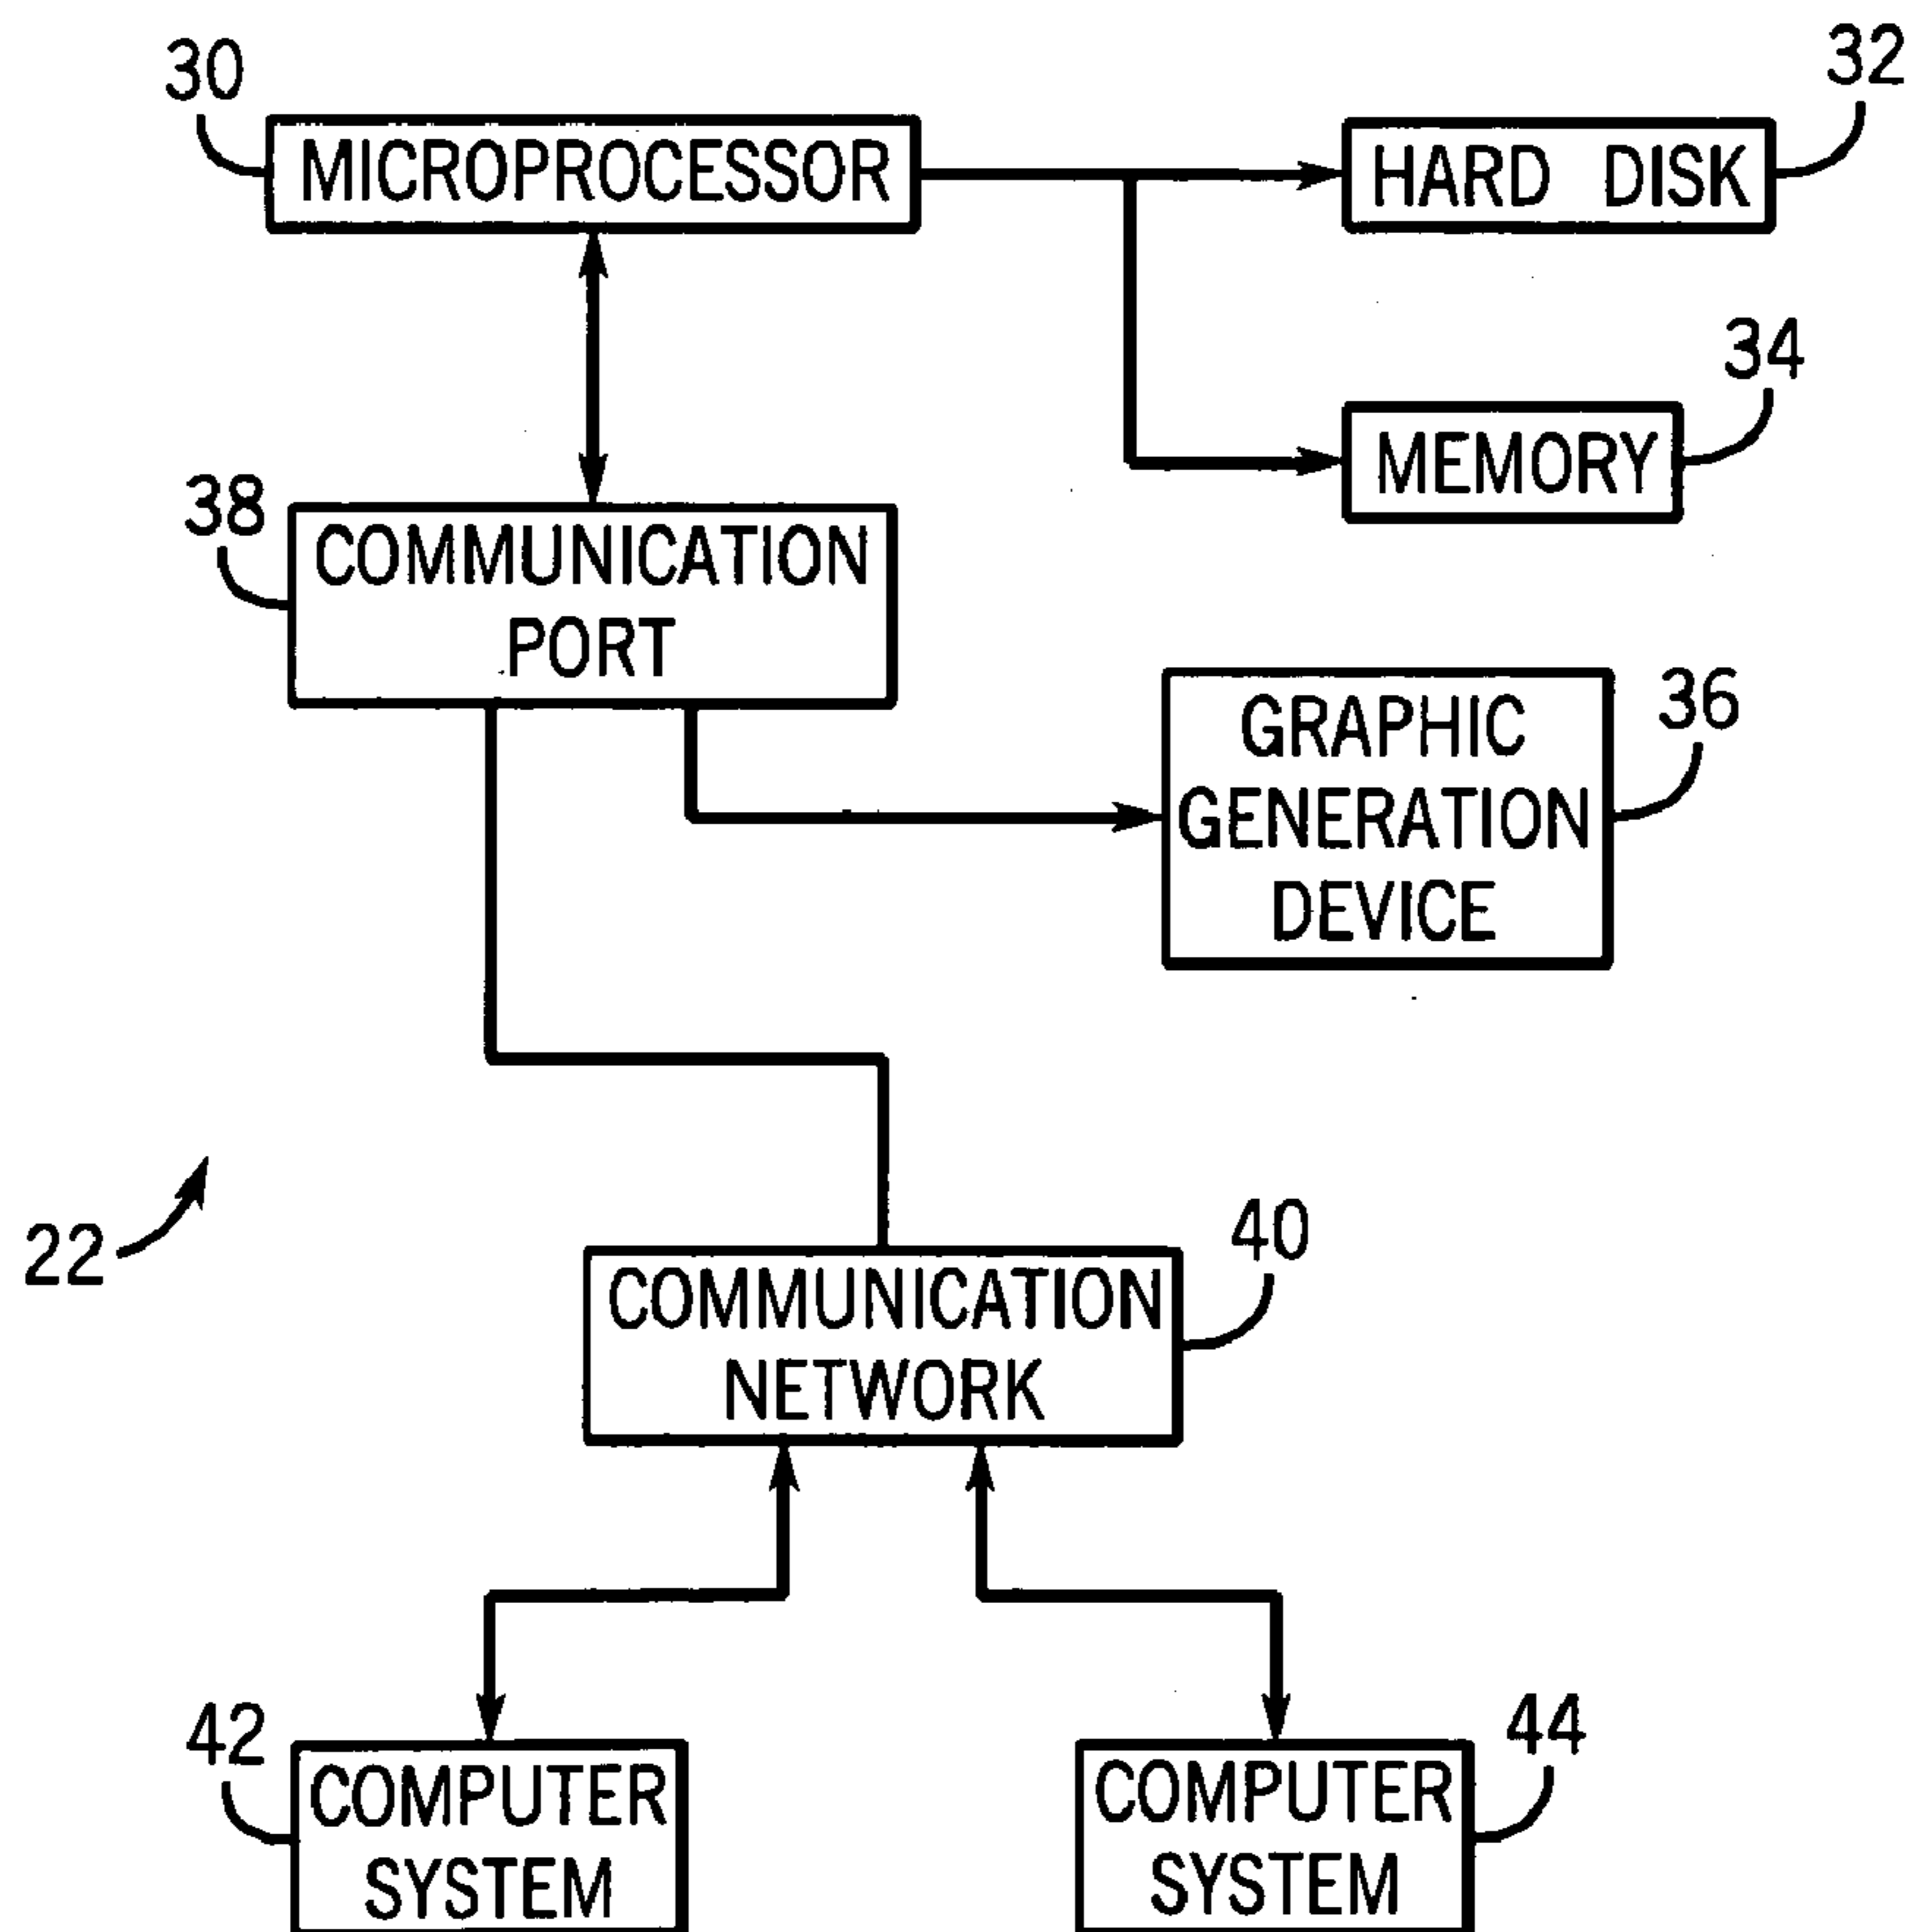 30
32
MICROPROCESSOR
HARD DISK
34
MEMORY
38
COMMUNICATION
PORT
36
GRAPHIC
GENERATION
DEVICE
22
40
COMMUNICATION
NETWORK
42
COMPUTER
SYSTEM
44
COMPUTER
SYSTEM